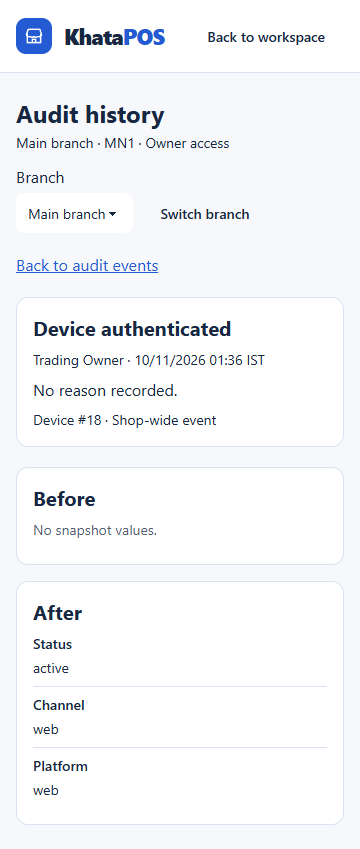 KhataPOS
Back to workspace
Audit history
Main branch · MN1 · Owner access
Branch
Main branch
Switch branch
Back to audit events
Device authenticated
Trading Owner · 10/11/2026 01:36 IST
No reason recorded.
Device #18 · Shop-wide event
Before
No snapshot values.
After
Status
active
Channel
web
Platform
web